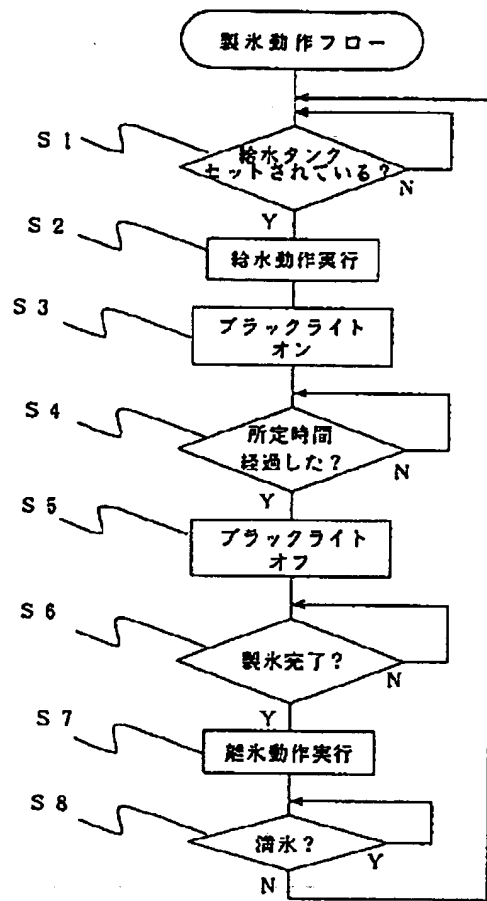 製氷動作フロー
S1
給水タンク
セットされている?
N
Y
S2
給水動作実行
S3
ブラックライト
オン
S4
所定時間
経過した?
N
Y
S5
ブラックライト
オフ
S6
製氷完了?
N
Y
S7
離氷動作実行
S8
満氷?
Y
N